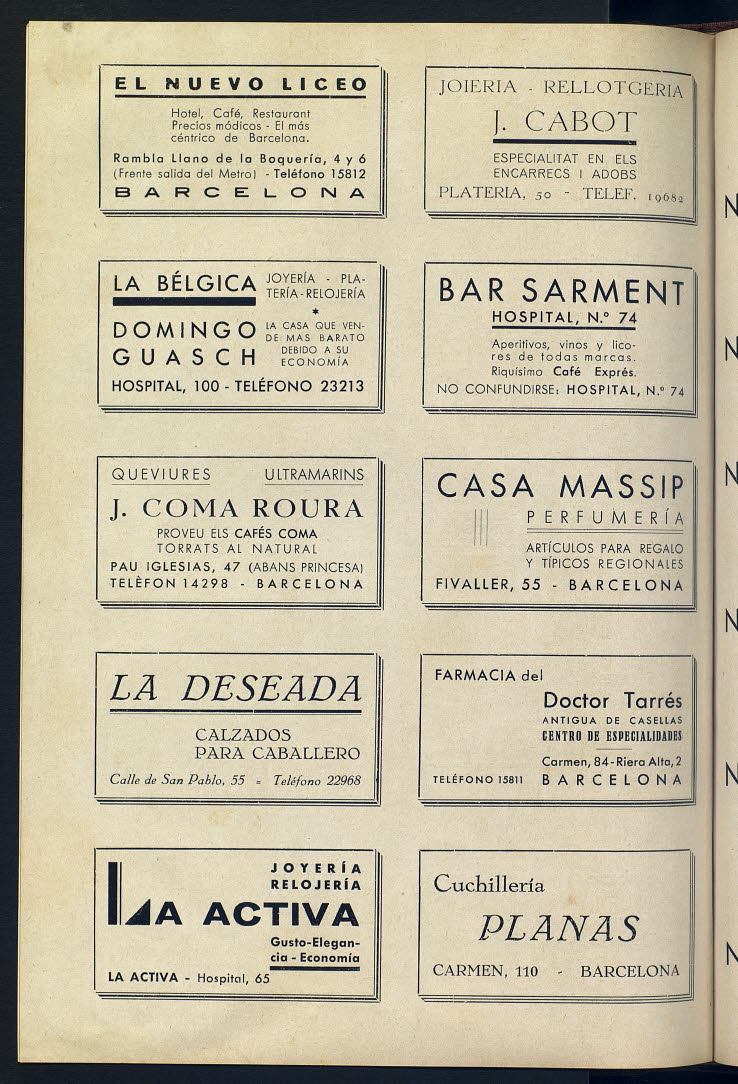 EL NUEVO LICEO
Hotel, Café, Restaurant
Precios módicos - El más
céntrico de Barcelona.
Rambla Llano de la Boquería, 4 y 6
(Frente salida del Metro) - Teléfono 15812
BARCELONA
JOIERIA - RELLOTGERIA
J. CABOT
ESPECIALITAT EN ELS
ENCARRECS I ADOBS
PLATERIA, 50 - TELEF. 19682
LA BÉLGICA
JOYERÍA - PLA-
TERÍA-RELOJERÍA
*
DOMINGO
GUASCH
LA CASA QUE VEN-
DE MAS BARATO
DEBIDO A SU
ECONOMÍA
HOSPITAL, 100 - TELÉFONO 23213
BAR SARMENT
HOSPITAL, N.º 74
Aperitivos, vinos y lico-
res de todas marcas.
Riquísimo Café Exprés.
NO CONFUNDIRSE: HOSPITAL, N.º 74
QUEVIURES ULTRAMARINS
J. COMA ROURA
PROVEU ELS CAFÉS COMA
TORRATS AL NATURAL
PAU IGLESIAS, 47 (ABANS PRINCESA)
TELÈFON 14298 - BARCELONA
CASA MASSIP
PERFUMERÍA
ARTÍCULOS PARA REGALO
Y TÍPICOS REGIONALES
FIVALLER, 55 - BARCELONA
LA DESEADA
CALZADOS
PARA CABALLERO
Calle de San Pablo, 55 = Teléfono 22968
FARMACIA del
Doctor Tarrés
ANTIGUA DE CASELLAS
CENTRO DE ESPECIALIDADES
Carmen, 84-Riera Alta, 2
TELÉFONO 15811 BARCELONA
JOYERÍA
RELOJERÍA
LA ACTIVA
Gusto-Elegan-
cia - Economía
LA ACTIVA - Hospital, 65
Cuchillería
PLANAS
CARMEN, 110 - BARCELONA